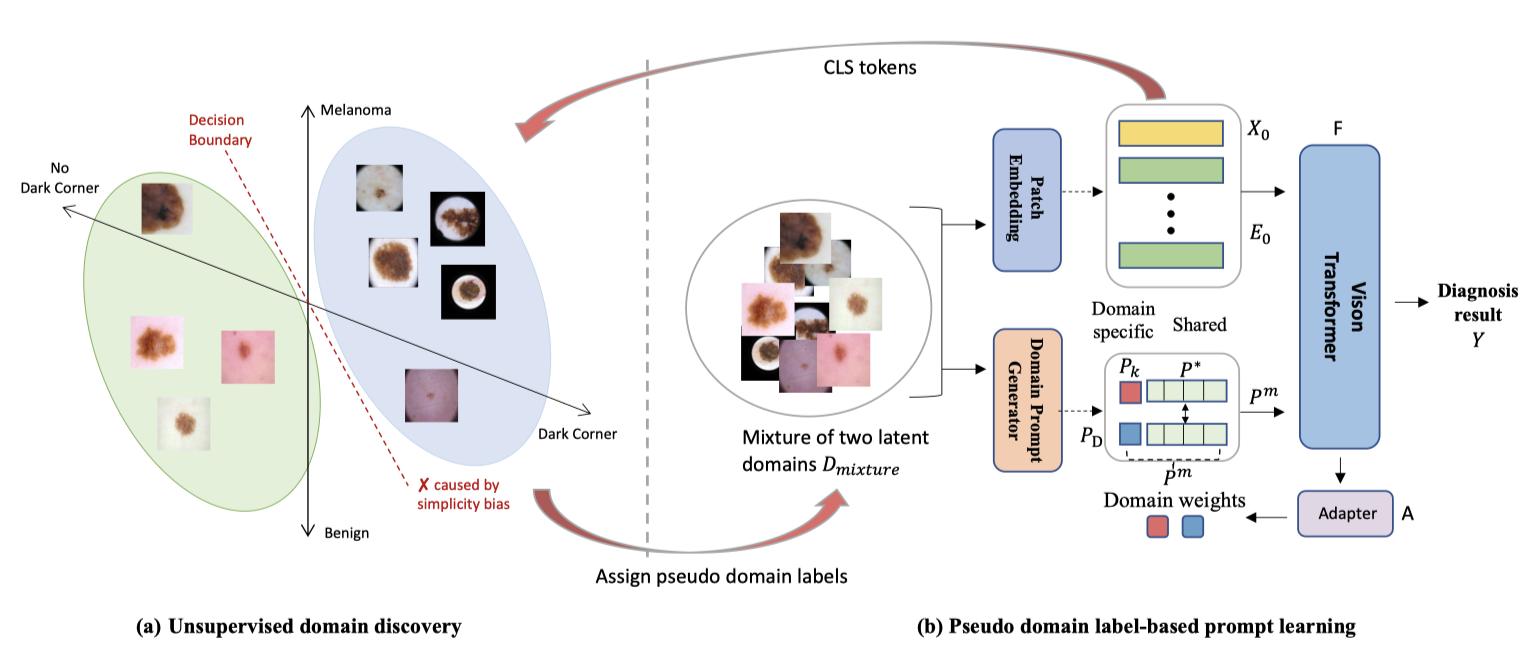 CLS tokens
Decision
Boundary
Melanoma
No
Dark Corner
Dark Corner
✗ caused by
simplicity bias
Benign
Assign pseudo domain labels
(a) Unsupervised domain discovery
Mixture of two latent
domains D_mixture
Patch
Embedding
X_0
E_0
Domain Prompt
Generator
Domain
specific
Shared
P_k
P*
P_D
P^m
P^m
F
Vison
Transformer
Diagnosis
result
Y
Adapter
A
Domain weights
(b) Pseudo domain label-based prompt learning